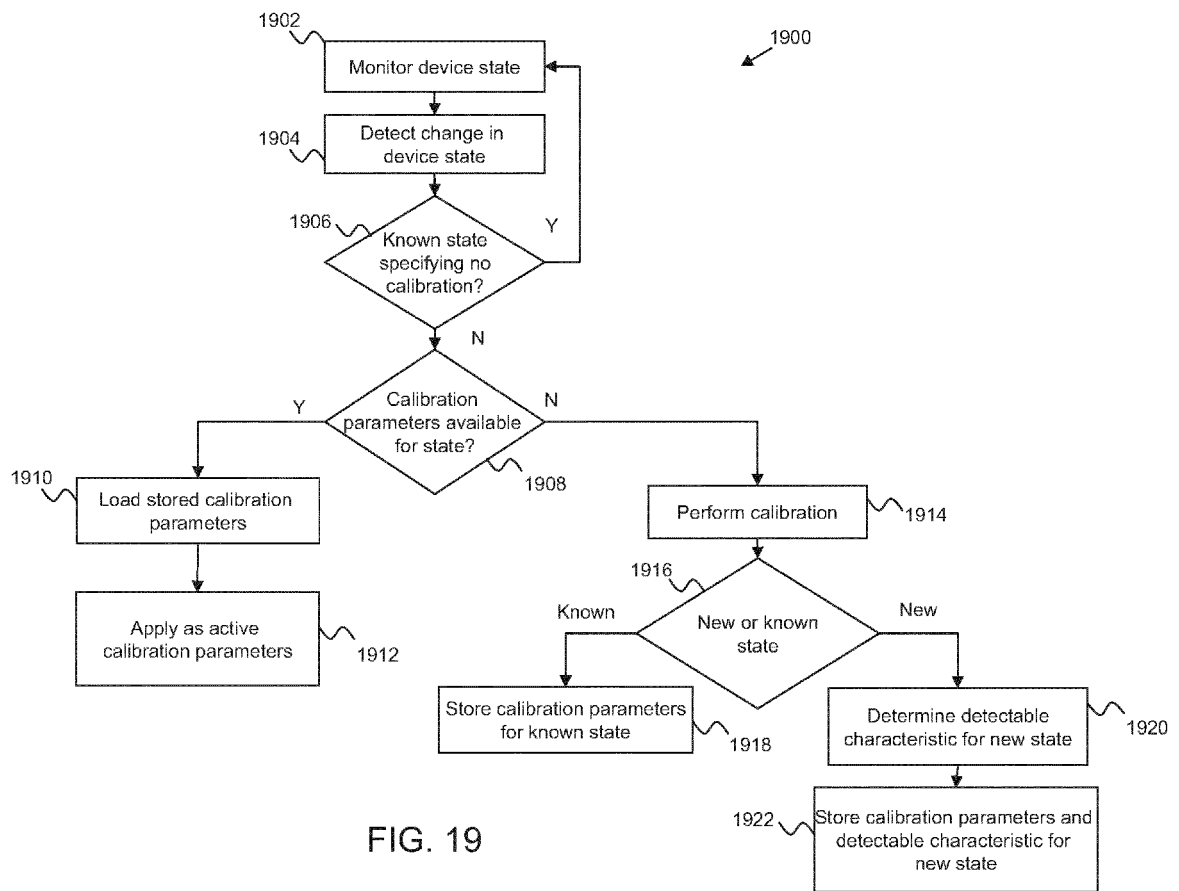 1902
1900
Monitor device state
1904
Detect change in
device state
1906
Y
Known state
specifying no
calibration?
N
Y
Calibration
parameters available
for state?
N
1908
1910
Load stored calibration
parameters
Perform calibration
1914
1916
Apply as active
calibration parameters
1912
Known
New
New or known
state
Store calibration parameters
for known state
1918
Determine detectable
characteristic for new state
1920
1922
Store calibration parameters and
detectable characteristic for
new state
FIG. 19